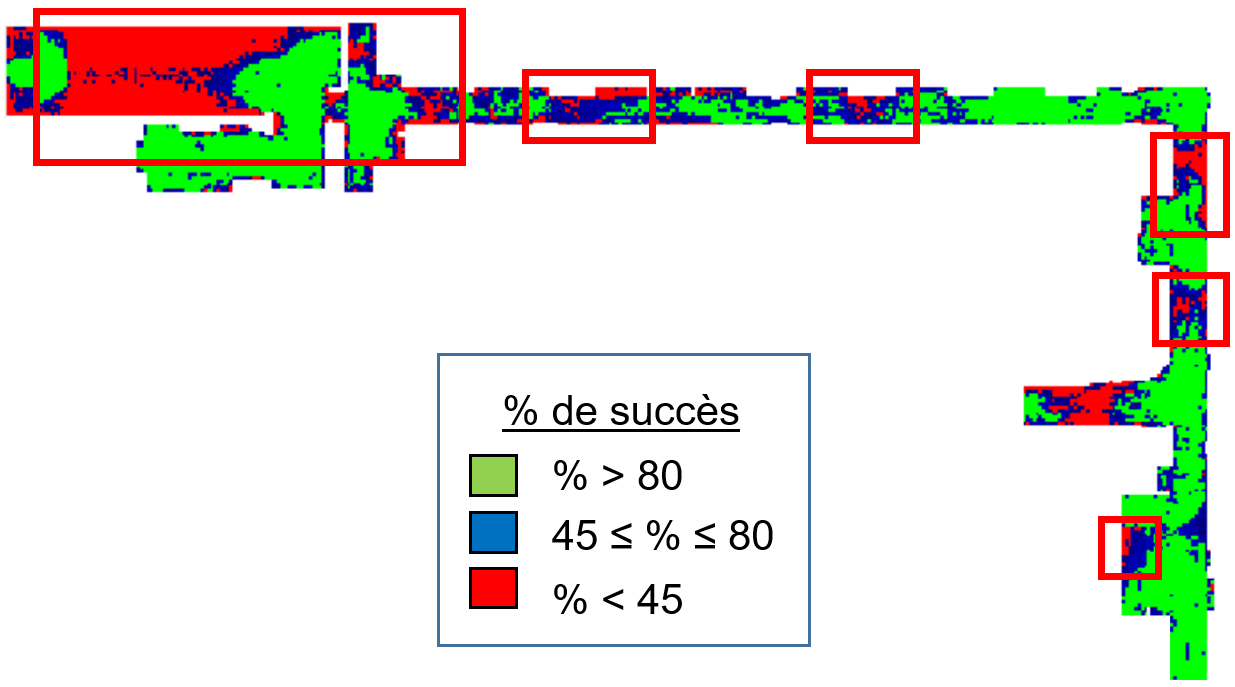 % de succès
% > 80
45 ≤ % ≤ 80
% < 45